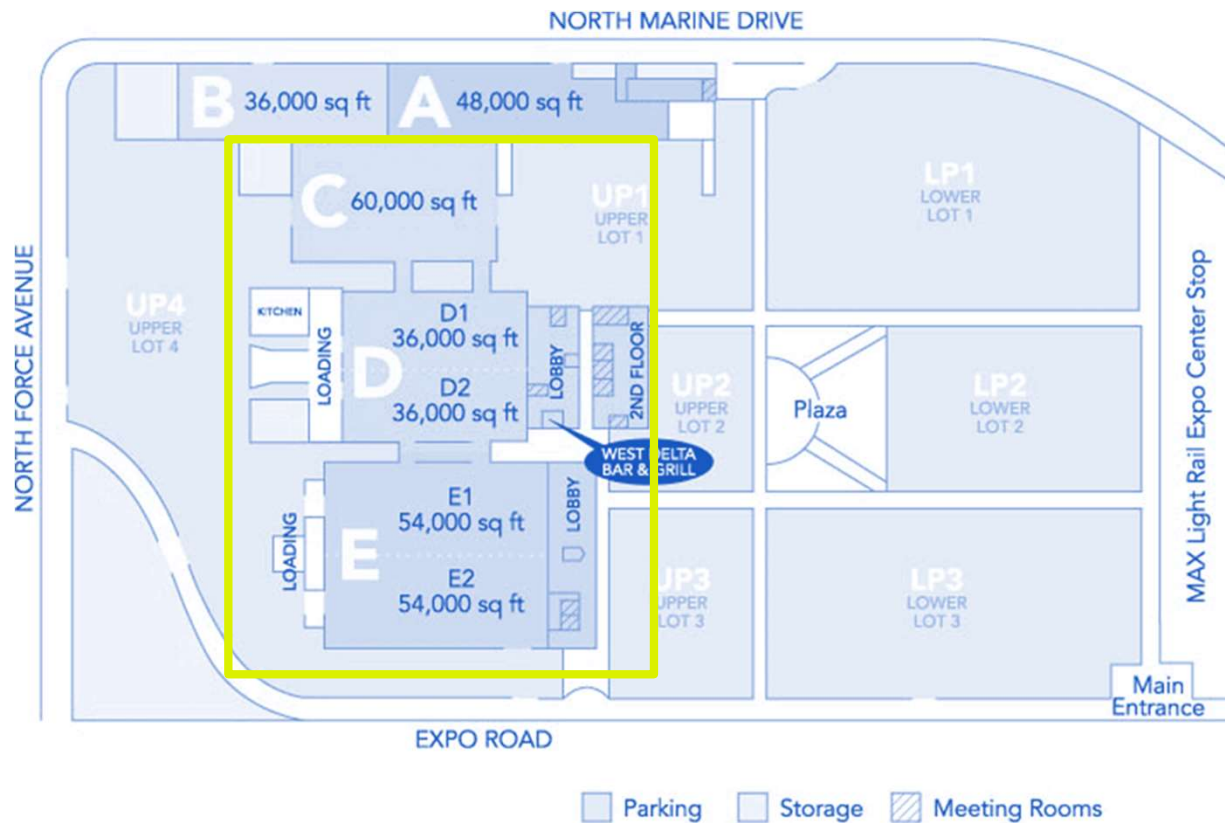 NORTH MARINE DRIVE
B
36,000 sq ft
A
48,000 sq ft
C
60,000 sq ft
UP1
UPPER
LOT 1
LP1
LOWER
LOT 1
NORTH FORCE AVENUE
UP4
UPPER
LOT 4
KITCHEN
LOADING
D
D1
36,000 sq ft
D2
36,000 sq ft
LOBBY
2ND FLOOR
WEST DELTA
BAR & GRILL
UP2
UPPER
LOT 2
Plaza
LP2
LOWER
LOT 2
MAX Light Rail Expo Center Stop
LOADING
E
E1
54,000 sq ft
E2
54,000 sq ft
LOBBY
UP3
UPPER
LOT 3
LP3
LOWER
LOT 3
Main
Entrance
EXPO ROAD
Parking
Storage
Meeting Rooms